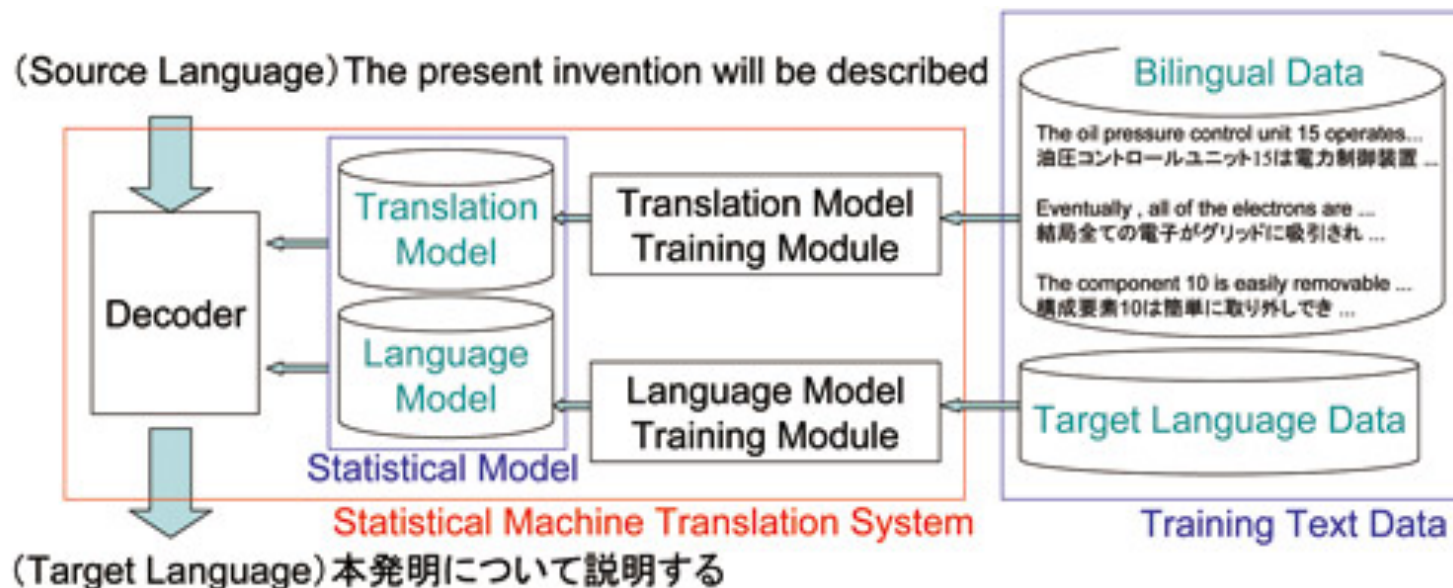 (Source Language) The present invention will be described
Bilingual Data
The oil pressure control unit 15 operates...
油圧コントロールユニット15は電力制御装置 ...
Eventually , all of the electrons are ...
結局全ての電子がグリッドに吸引され ...
The component 10 is easily removable ...
構成要素10は簡単に取り外しでき ...
Translation
Model
Translation Model
Training Module
Decoder
Language
Model
Language Model
Training Module
Target Language Data
Statistical Model
Statistical Machine Translation System
Training Text Data
(Target Language) 本発明について説明する